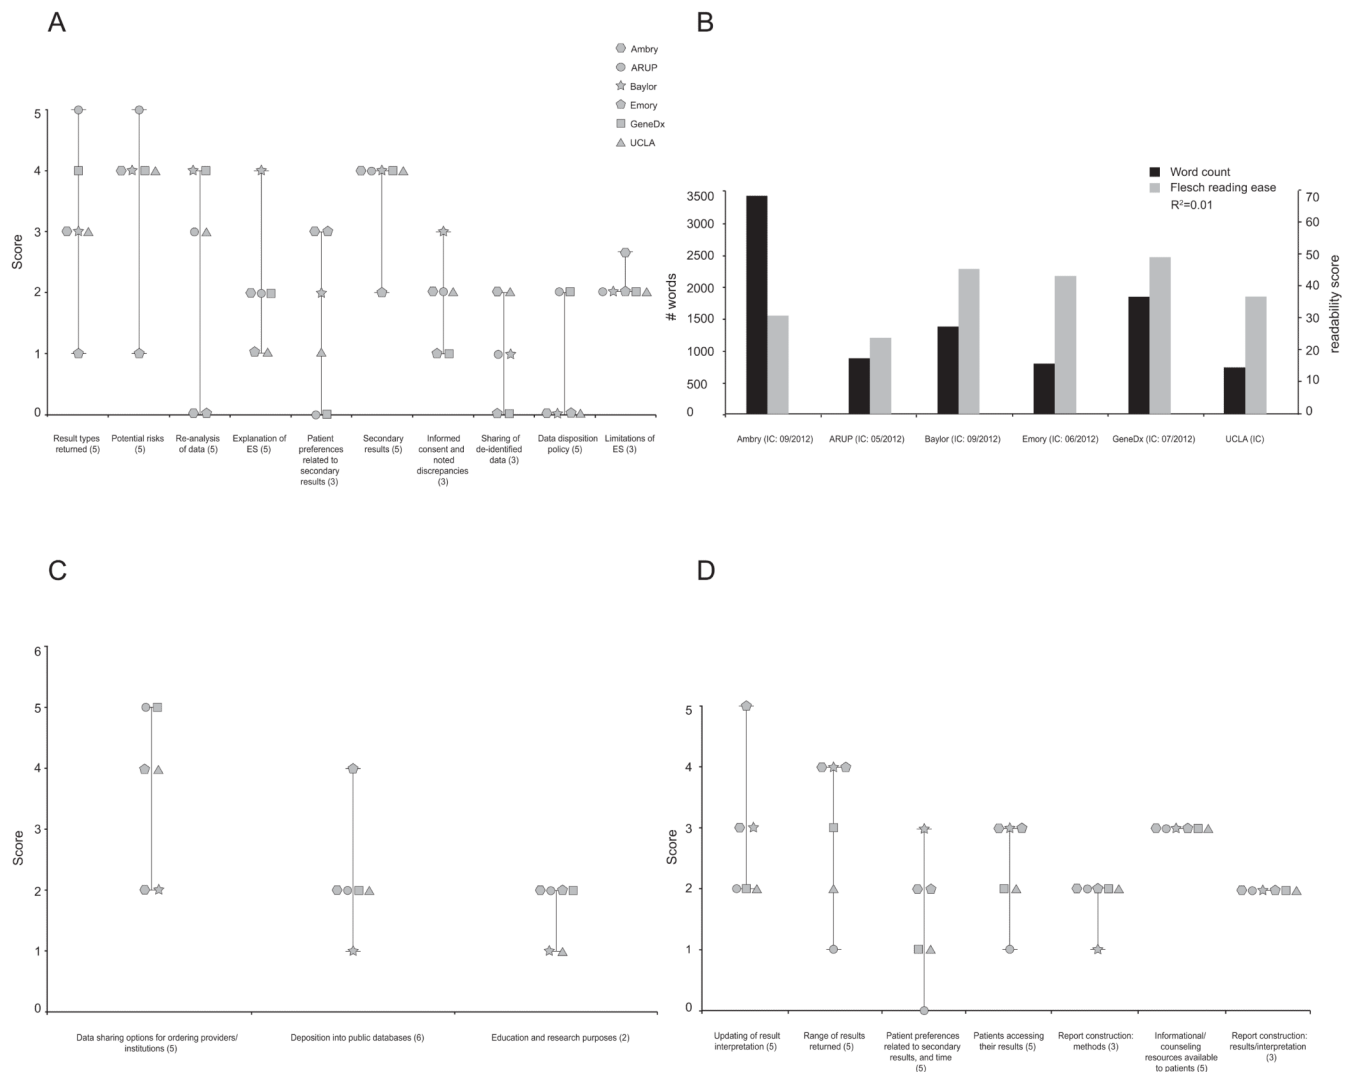 A
Ambry
ARUP
Baylor
Emory
GeneDx
UCLA
5
4
3
2
1
0
Score
Result types
returned (5)
Potential risks
(5)
Re-analysis
of data (5)
Explanation of
ES (5)
Patient
preferences
related to
secondary
results (3)
Secondary
results (5)
Informed
consent and
noted
discrepancies
(3)
Sharing of
de-identified
data (3)
Data disposition
policy (5)
Limitations of
ES (3)
B
Word count
Flesch reading ease
R²=0.01
3500
3000
2500
2000
1500
1000
500
0
# words
70
60
50
40
30
20
10
0
readability score
Ambry (IC: 09/2012)
ARUP (IC: 05/2012)
Baylor (IC: 09/2012)
Emory (IC: 06/2012)
GeneDx (IC: 07/2012)
UCLA (IC)
C
6
5
4
3
2
1
0
Score
Data sharing options for ordering providers/
institutions (5)
Deposition into public databases (6)
Education and research purposes (2)
D
5
4
3
2
1
0
Score
Updating of result
interpretation (5)
Range of results
returned (5)
Patient preferences
related to secondary
results, and time
(5)
Patients accessing
their results (5)
Report construction:
methods (3)
Informational/
counseling
resources available
to patients (5)
Report construction:
results/interpretation
(3)